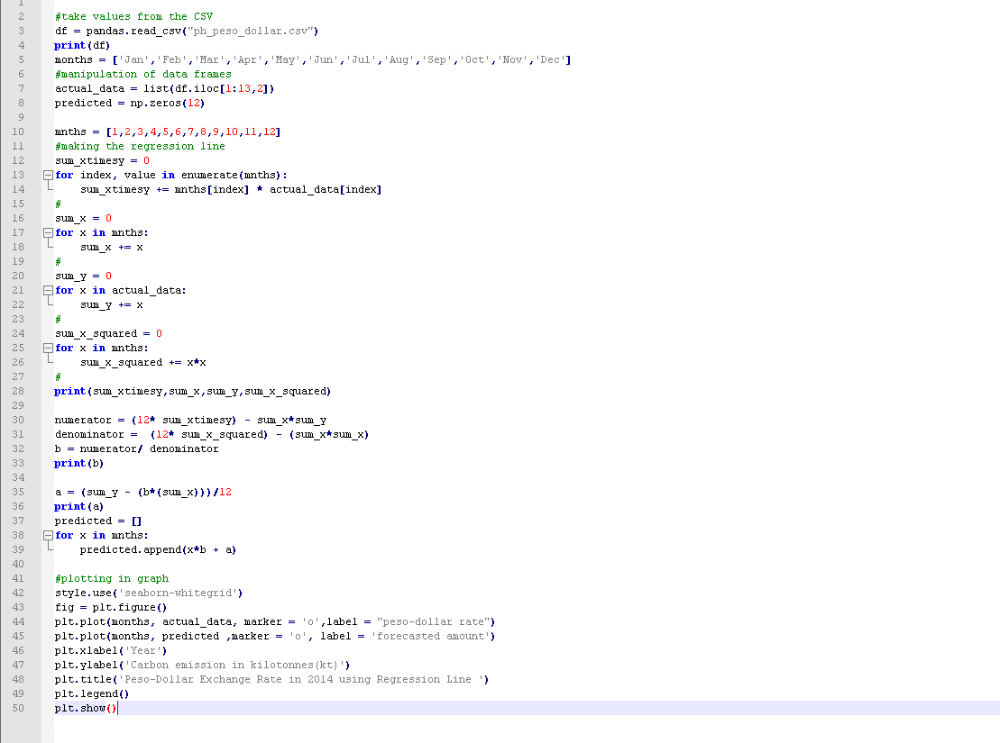 1
2 #take values from the CSV
3 df = pandas.read_csv("ph_peso_dollar.csv")
4 print(df)
5 months = ['Jan','Feb','Mar','Apr','May','Jun','Jul','Aug','Sep','Oct','Nov','Dec']
6 #manipulation of data frames
7 actual_data = list(df.iloc[1:13,2])
8 predicted = np.zeros(12)
9
10 mnths = [1,2,3,4,5,6,7,8,9,10,11,12]
11 #making the regression line
12 sum_xtimesy = 0
13 for index, value in enumerate(mnths):
14     sum_xtimesy += mnths[index] * actual_data[index]
15 #
16 sum_x = 0
17 for x in mnths:
18     sum_x += x
19 #
20 sum_y = 0
21 for x in actual_data:
22     sum_y += x
23 #
24 sum_x_squared = 0
25 for x in mnths:
26     sum_x_squared += x*x
27 #
28 print(sum_xtimesy,sum_x,sum_y,sum_x_squared)
29
30 numerator = (12* sum_xtimesy) - sum_x*sum_y
31 denominator =  (12* sum_x_squared) - (sum_x*sum_x)
32 b = numerator/ denominator
33 print(b)
34
35 a = (sum_y - (b*(sum_x)))/12
36 print(a)
37 predicted = []
38 for x in mnths:
39     predicted.append(x*b + a)
40
41 #plotting in graph
42 style.use('seaborn-whitegrid')
43 fig = plt.figure()
44 plt.plot(months, actual_data, marker = 'o',label = "peso-dollar rate")
45 plt.plot(months, predicted ,marker = 'o', label = 'forecasted amount')
46 plt.xlabel('Year')
47 plt.ylabel('Carbon emission in kilotonnes(kt)')
48 plt.title('Peso-Dollar Exchange Rate in 2014 using Regression Line ')
49 plt.legend()
50 plt.show()